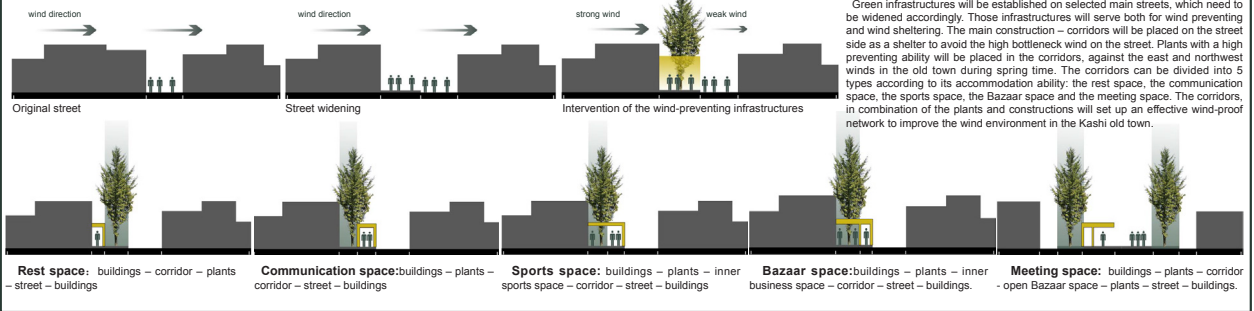 wind direction
wind direction
strong wind
weak wind
Original street
Street widening
Intervention of the wind-preventing infrastructures
Green infrastructures will be established on selected main streets, which need to
be widened accordingly. Those infrastructures will serve both for wind preventing
and wind sheltering. The main construction – corridors will be placed on the street
side as a shelter to avoid the high bottleneck wind on the street. Plants with a high
preventing ability will be placed in the corridors, against the east and northwest
winds in the old town during spring time. The corridors can be divided into 5
types according to its accommodation ability: the rest space, the communication
space, the sports space, the Bazaar space and the meeting space. The corridors,
in combination of the plants and constructions will set up an effective wind-proof
network to improve the wind environment in the Kashi old town.
Rest space: buildings – corridor – plants
– street – buildings
Communication space:buildings – plants –
corridor – street – buildings
Sports space: buildings – plants – inner
sports space – corridor – street – buildings
Bazaar space:buildings – plants – inner
business space – corridor – street – buildings.
Meeting space: buildings – plants – corridor
- open Bazaar space – plants – street – buildings.